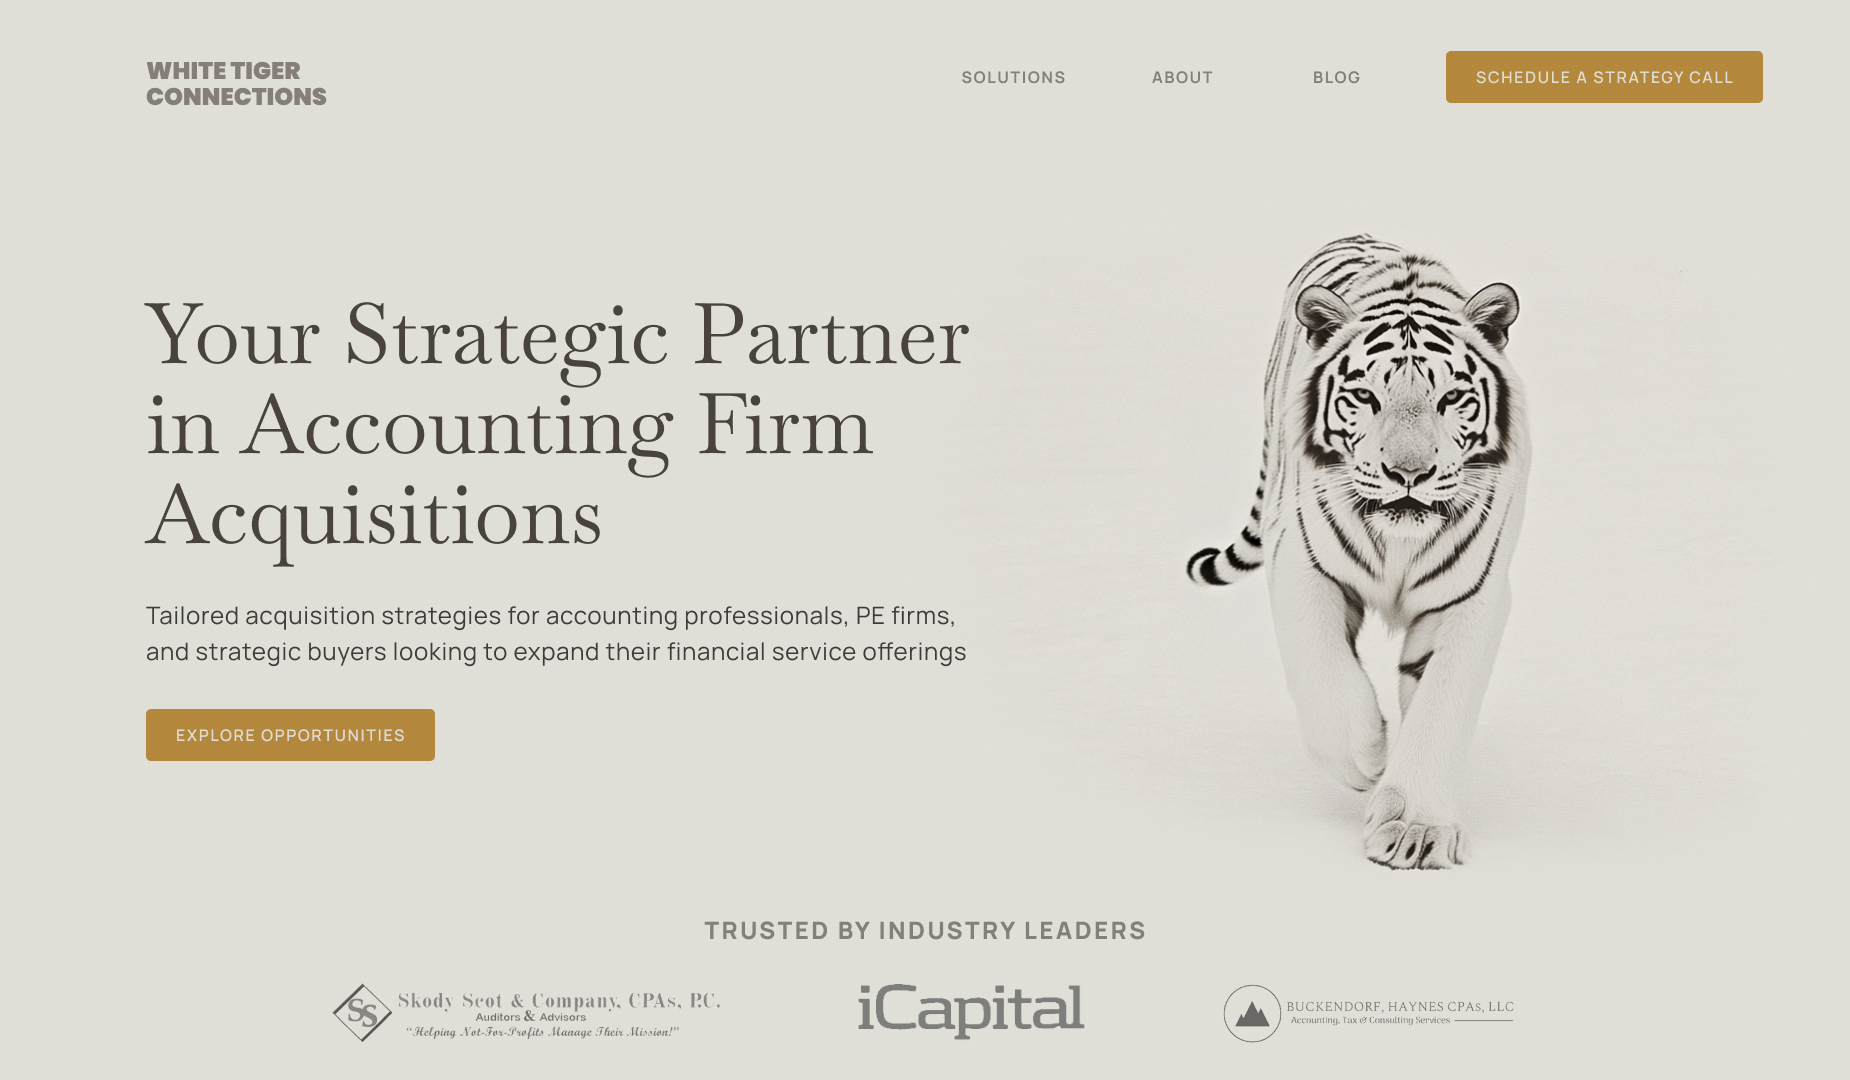 WHITE TIGER
CONNECTIONS
SOLUTIONS
ABOUT
BLOG
SCHEDULE A STRATEGY CALL
Your Strategic Partner
in Accounting Firm
Acquisitions
Tailored acquisition strategies for accounting professionals, PE firms,
and strategic buyers looking to expand their financial service offerings
EXPLORE OPPORTUNITIES
TRUSTED BY INDUSTRY LEADERS
SS
Skody Scot & Company, CPAs, P.C.
Auditors & Advisors
“Helping Not-For-Profits Manage Their Mission!”
iCapital
BUCKENDORF, HAYNES CPAs, LLC
Accounting, Tax & Consulting Services